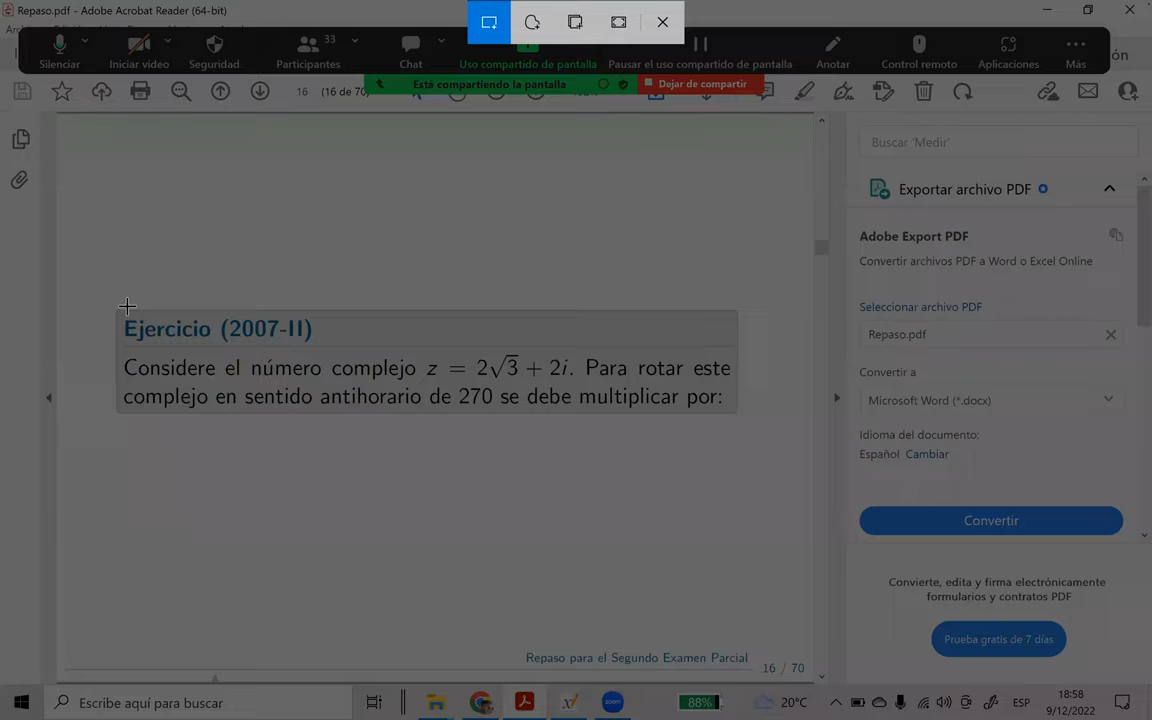 Repaso.pdf - Adobe Acrobat Reader (64-bit)
Silenciar
Iniciar video
Seguridad
33
Participantes
Chat
Uso compartido de pantalla
Pausar el uso compartido de pantalla
Anotar
Control remoto
Aplicaciones
Más
Está compartiendo la pantalla
Dejar de compartir
16 (16 de 70)
Buscar 'Medir'
Exportar archivo PDF
Adobe Export PDF
Convertir archivos PDF a Word o Excel Online
Seleccionar archivo PDF
Repaso.pdf
Convertir a
Microsoft Word (*.docx)
Idioma del documento:
Español Cambiar
Convertir
Convierte, edita y firma electrónicamente
formularios y contratos PDF
Prueba gratis de 7 días
Ejercicio (2007-II)
Considere el número complejo z = 2√3 + 2i. Para rotar este
complejo en sentido antihorario de 270 se debe multiplicar por:
Repaso para el Segundo Examen Parcial
16 / 70
Escribe aquí para buscar
zoom
88%
20°C
ESP
18:58
9/12/2022